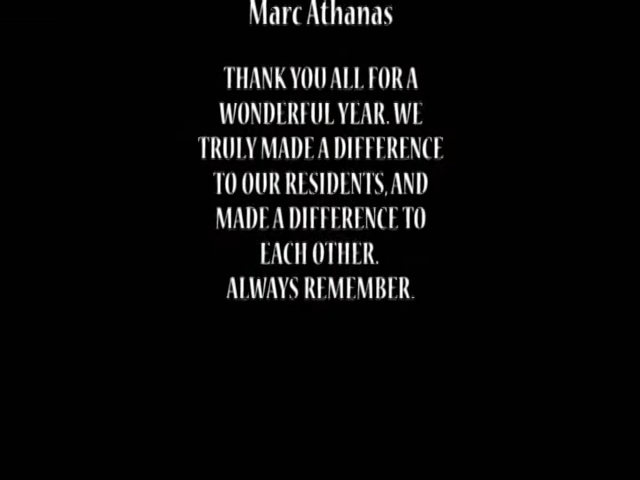 Marc Athanas
THANK YOU ALL FOR A
WONDERFUL YEAR. WE
TRULY MADE A DIFFERENCE
TO OUR RESIDENTS, AND
MADE A DIFFERENCE TO
EACH OTHER.
ALWAYS REMEMBER.